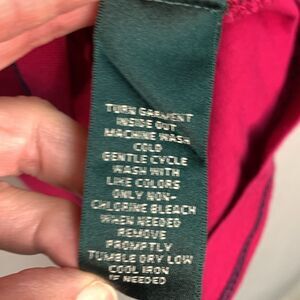 TURN GARMENT
INSIDE OUT
MACHINE WASH
COLD
GENTLE CYCLE
WASH WITH
LIKE COLORS
ONLY NON-
CHLORINE BLEACH
WHEN NEEDED
REMOVE
PROMPTLY
TUMBLE DRY LOW
COOL IRON
IF NEEDED